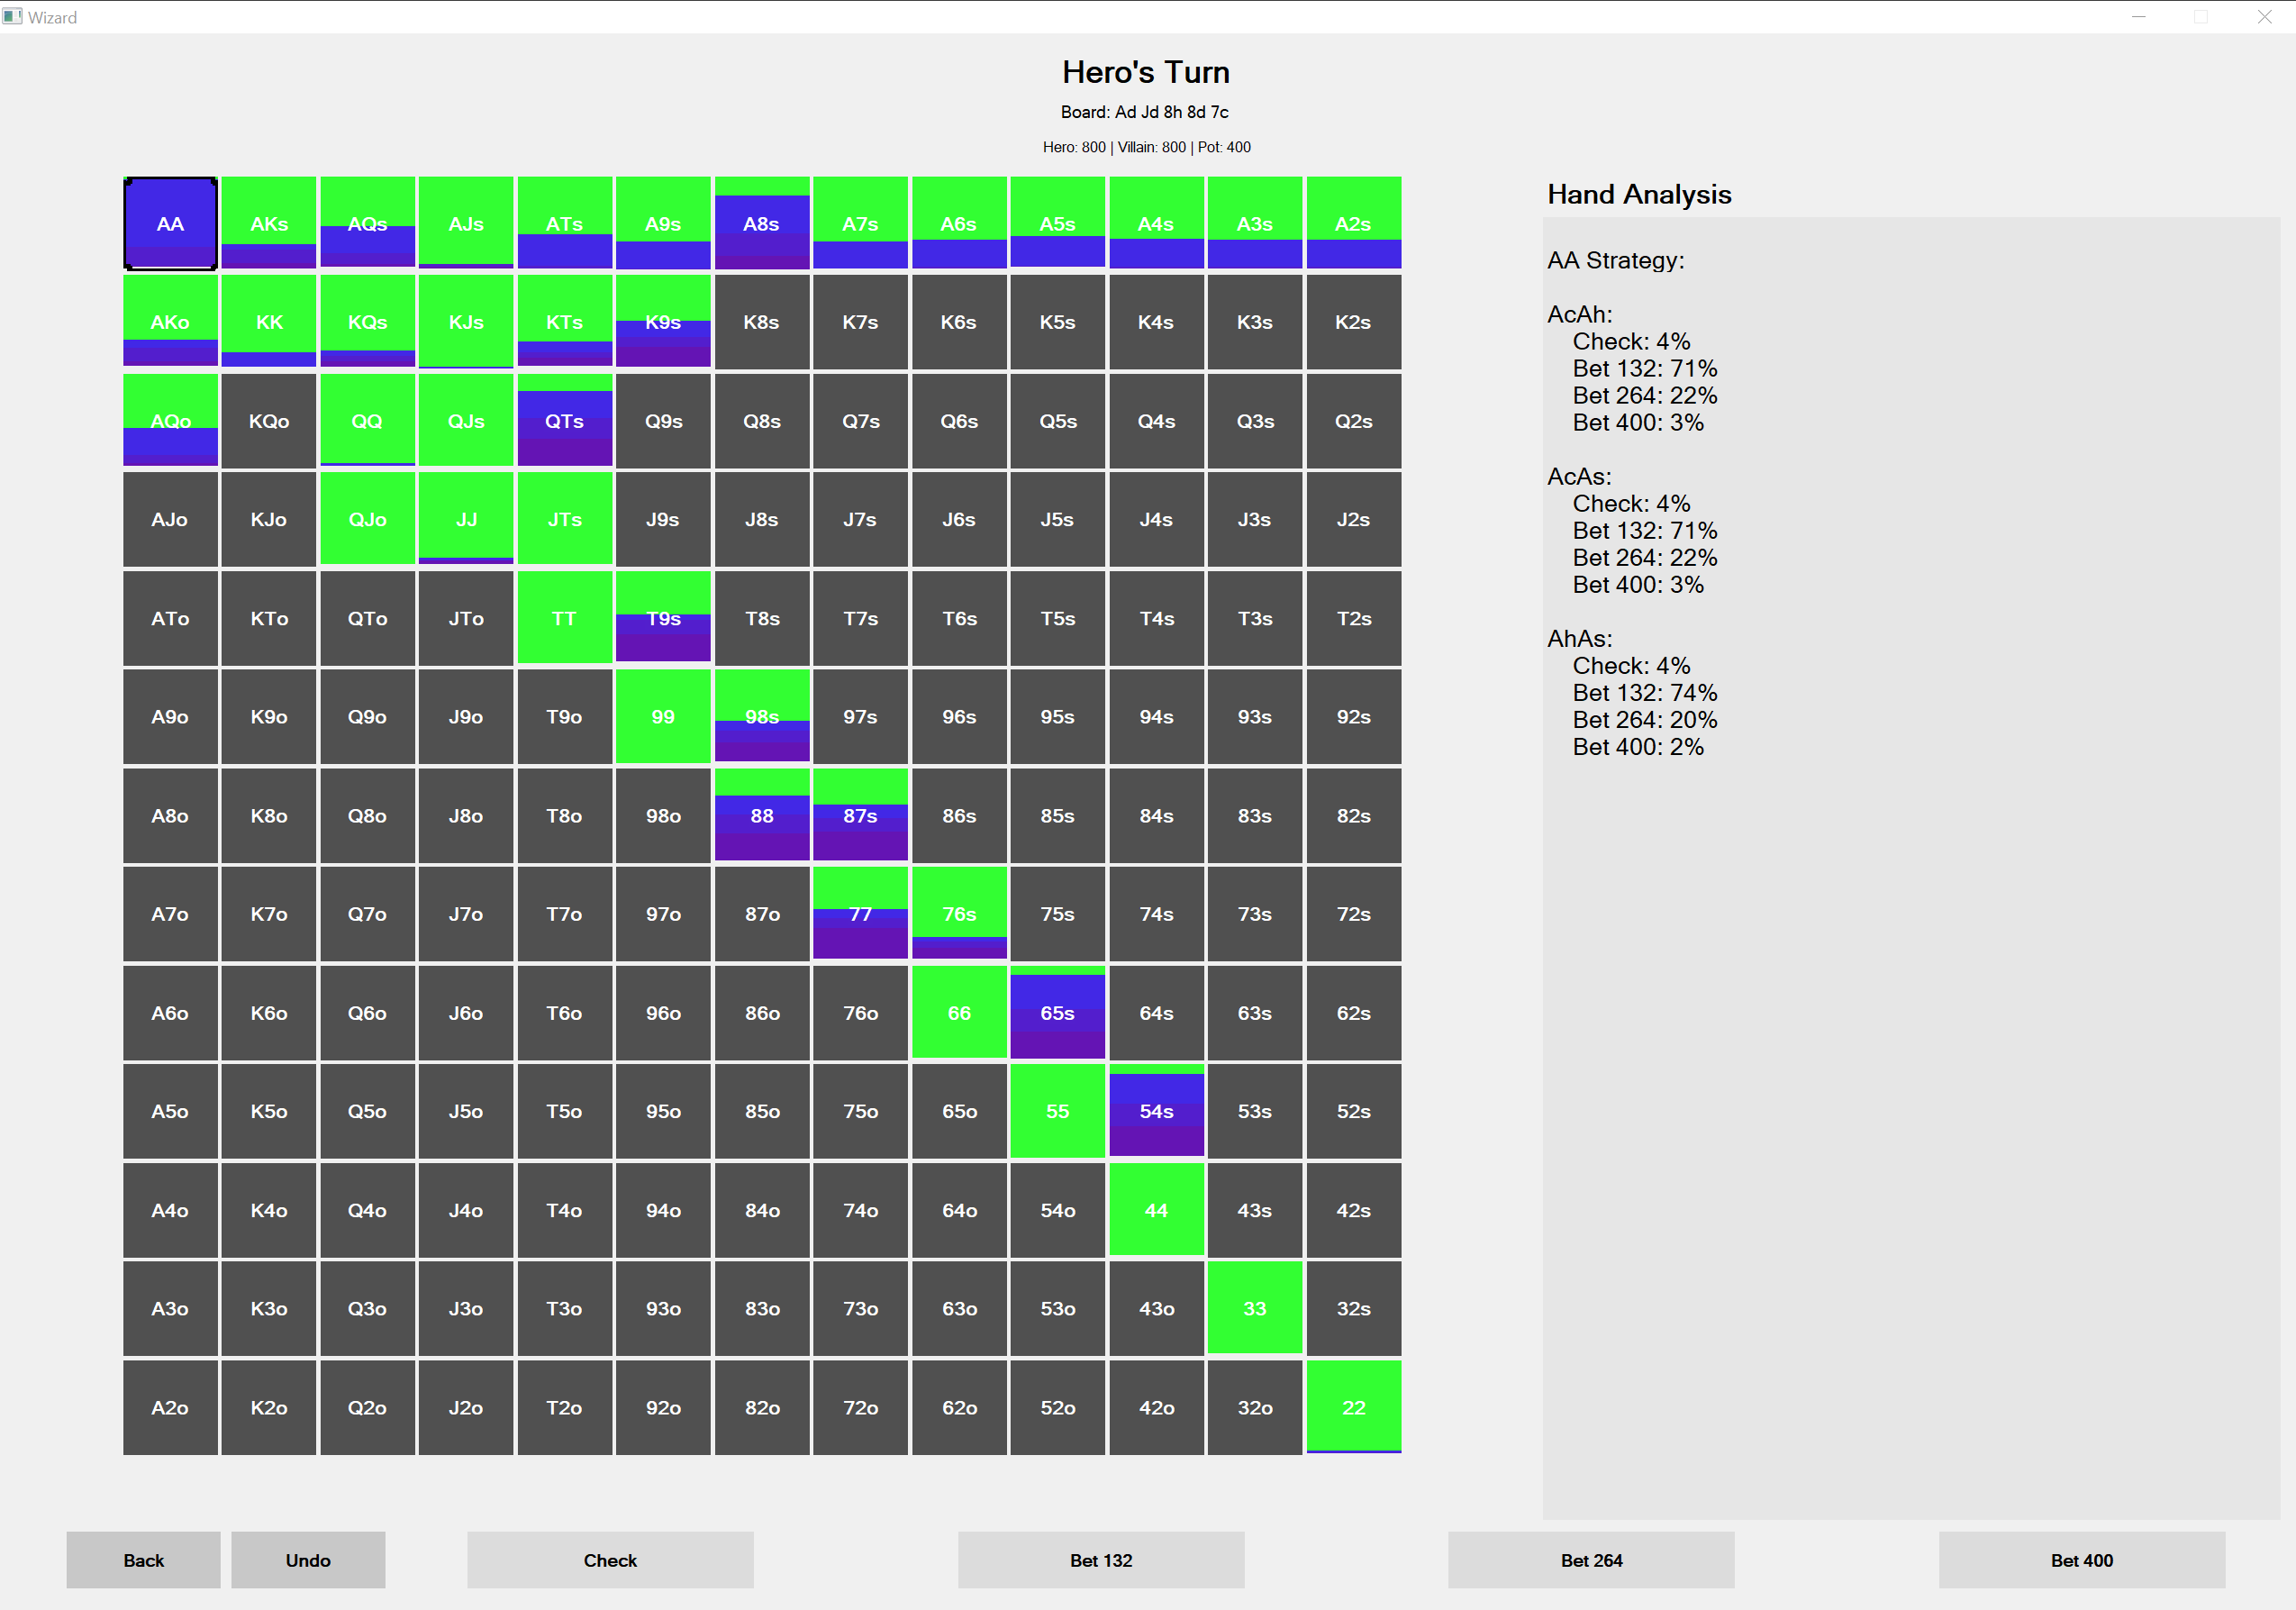 Wizard
Hero's Turn
Board: Ad Jd 8h 8d 7c
Hero: 800 | Villain: 800 | Pot: 400
AA AKs AQs AJs ATs A9s A8s A7s A6s A5s A4s A3s A2s
AKo KK KQs KJs KTs K9s K8s K7s K6s K5s K4s K3s K2s
AQo KQo QQ QJs QTs Q9s Q8s Q7s Q6s Q5s Q4s Q3s Q2s
AJo KJo QJo JJ JTs J9s J8s J7s J6s J5s J4s J3s J2s
ATo KTo QTo JTo TT T9s T8s T7s T6s T5s T4s T3s T2s
A9o K9o Q9o J9o T9o 99 98s 97s 96s 95s 94s 93s 92s
A8o K8o Q8o J8o T8o 98o 88 87s 86s 85s 84s 83s 82s
A7o K7o Q7o J7o T7o 97o 87o 77 76s 75s 74s 73s 72s
A6o K6o Q6o J6o T6o 96o 86o 76o 66 65s 64s 63s 62s
A5o K5o Q5o J5o T5o 95o 85o 75o 65o 55 54s 53s 52s
A4o K4o Q4o J4o T4o 94o 84o 74o 64o 54o 44 43s 42s
A3o K3o Q3o J3o T3o 93o 83o 73o 63o 53o 43o 33 32s
A2o K2o Q2o J2o T2o 92o 82o 72o 62o 52o 42o 32o 22
Hand Analysis
AA Strategy:
AcAh:
Check: 4%
Bet 132: 71%
Bet 264: 22%
Bet 400: 3%
AcAs:
Check: 4%
Bet 132: 71%
Bet 264: 22%
Bet 400: 3%
AhAs:
Check: 4%
Bet 132: 74%
Bet 264: 20%
Bet 400: 2%
Back Undo Check Bet 132 Bet 264 Bet 400